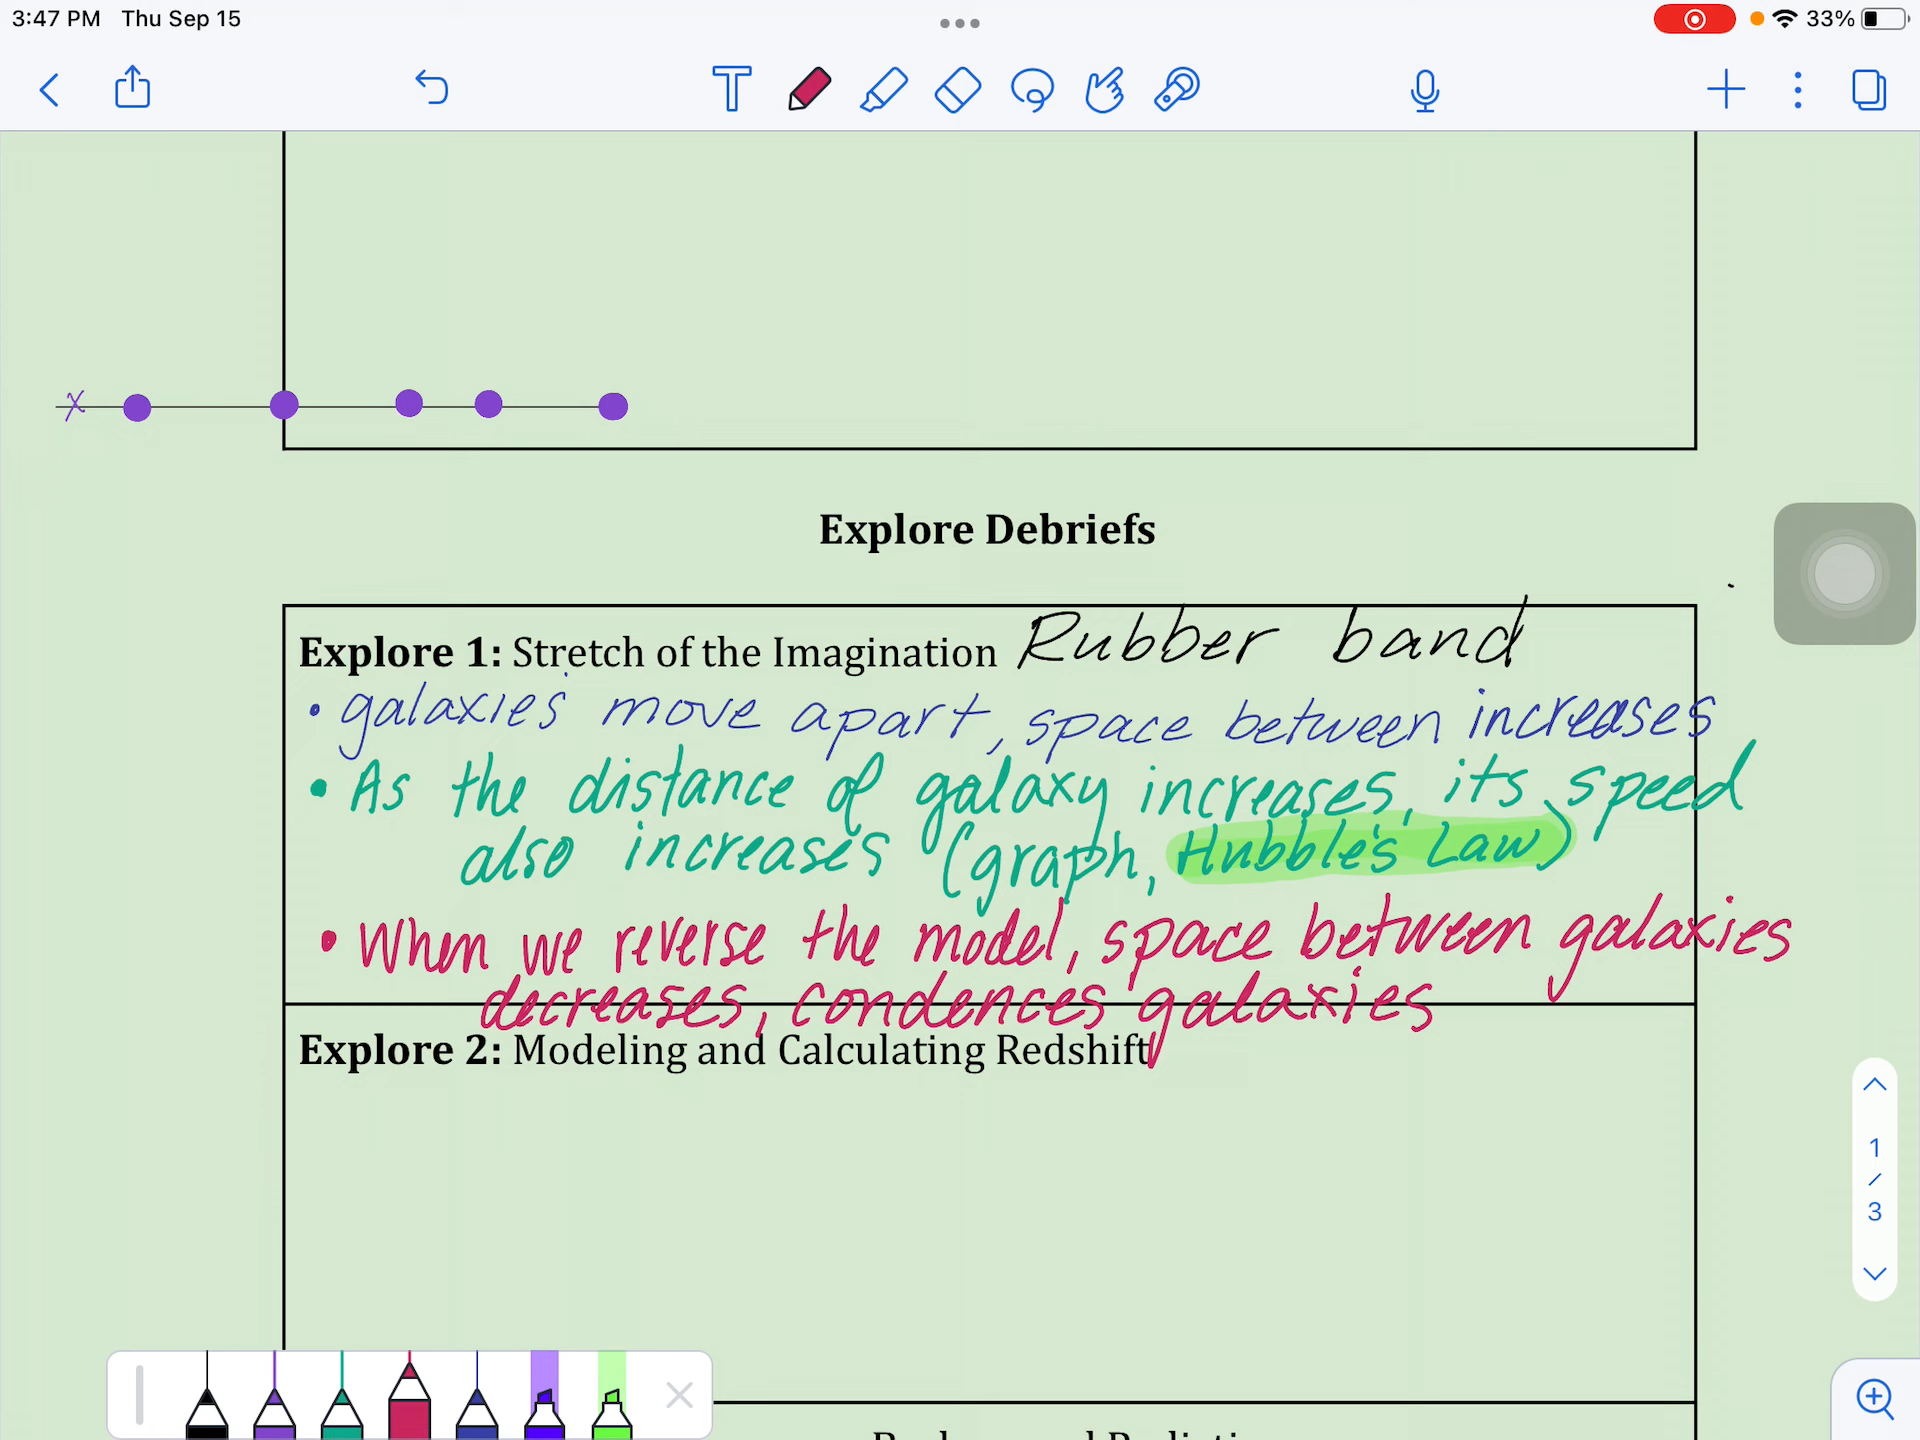 3:47 PM Thu Sep 15
33%
T
x
Explore Debriefs
Explore 1: Stretch of the Imagination Rubber band
• galaxies move apart, space between increases
• As the distance of galaxy increases, its speed
also increases (graph, Hubble's Law)
• When we reverse the model, space between galaxies
decreases, condences galaxies
Explore 2: Modeling and Calculating Redshift
1
/
3